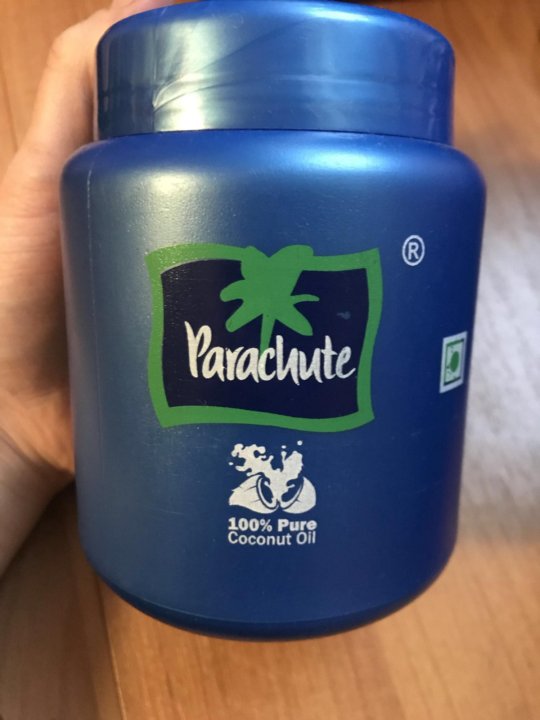 ®
Parachute
100% Pure
Coconut Oil